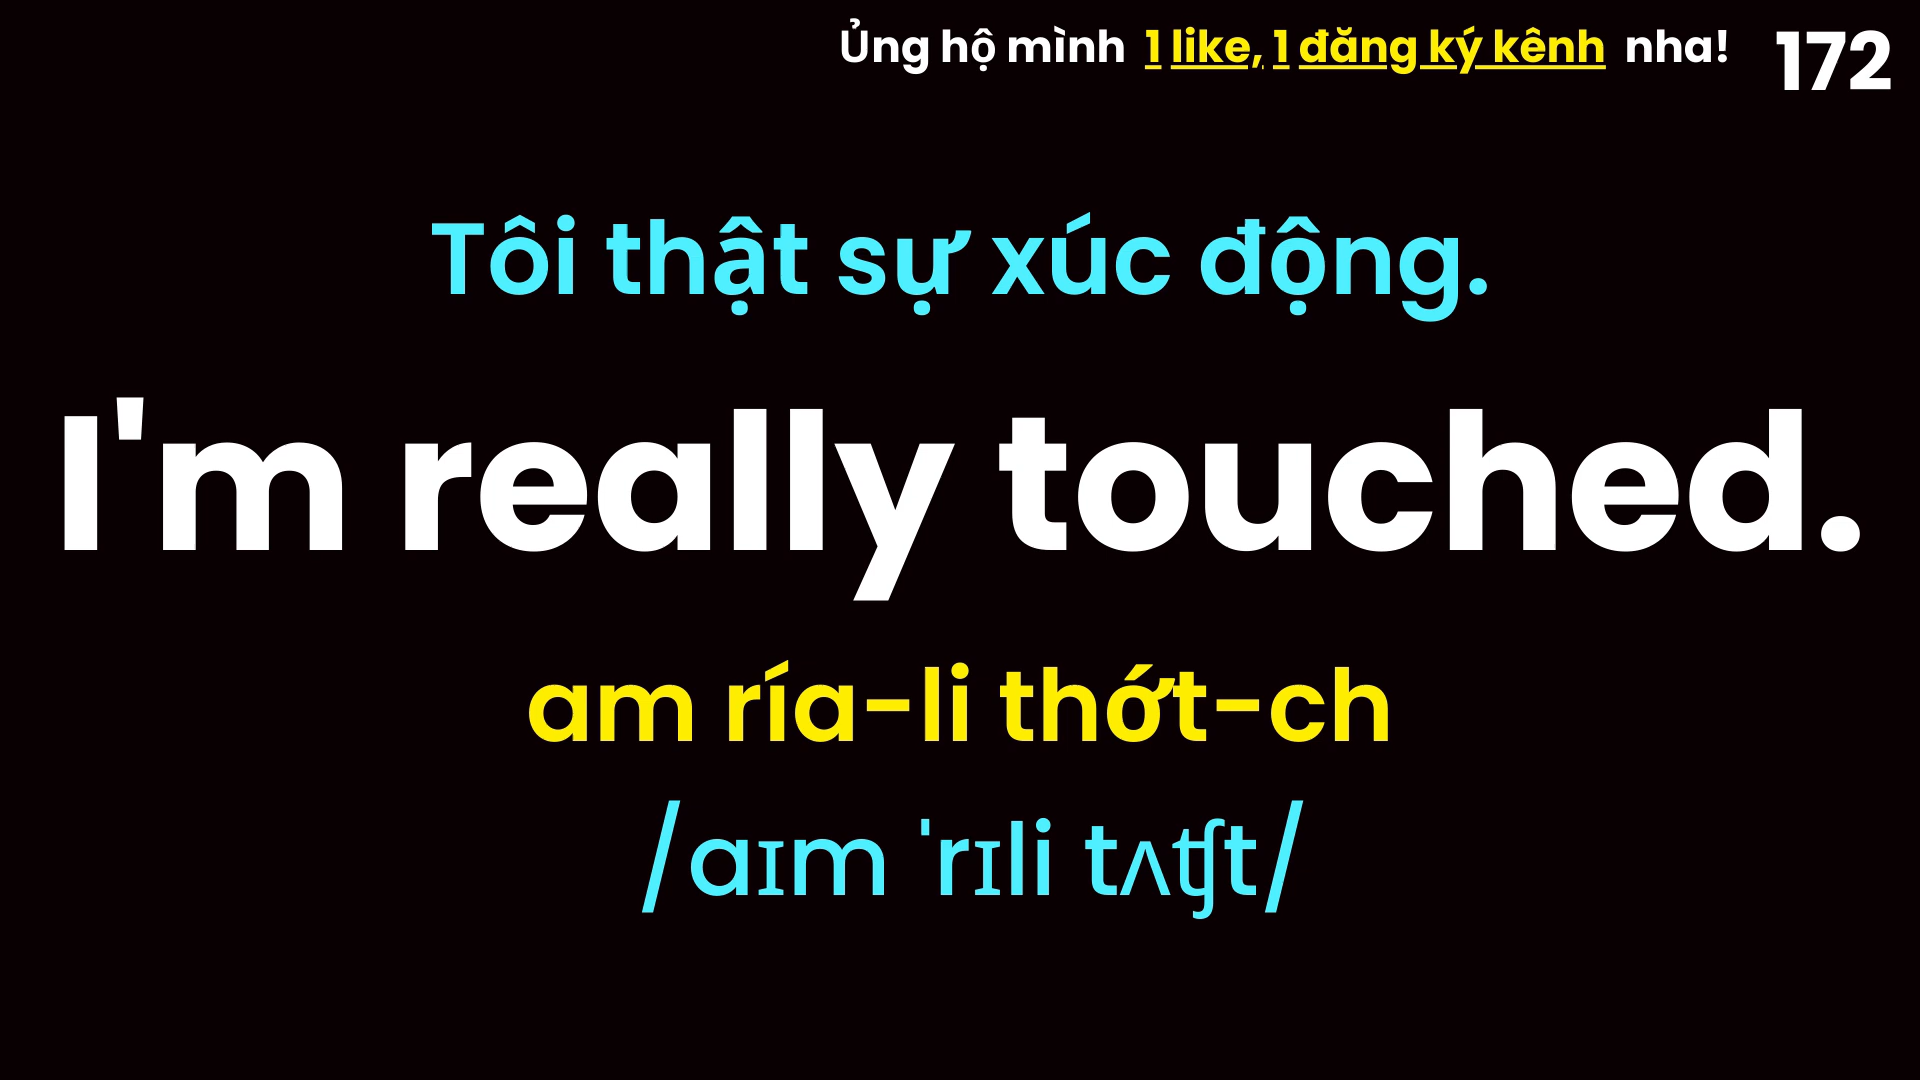 Ủng hộ mình 1 like, 1 đăng ký kênh nha! 172
Tôi thật sự xúc động.
I'm really touched.
am ría-li thớt-ch
/aɪm ˈrɪli tʌʧt/